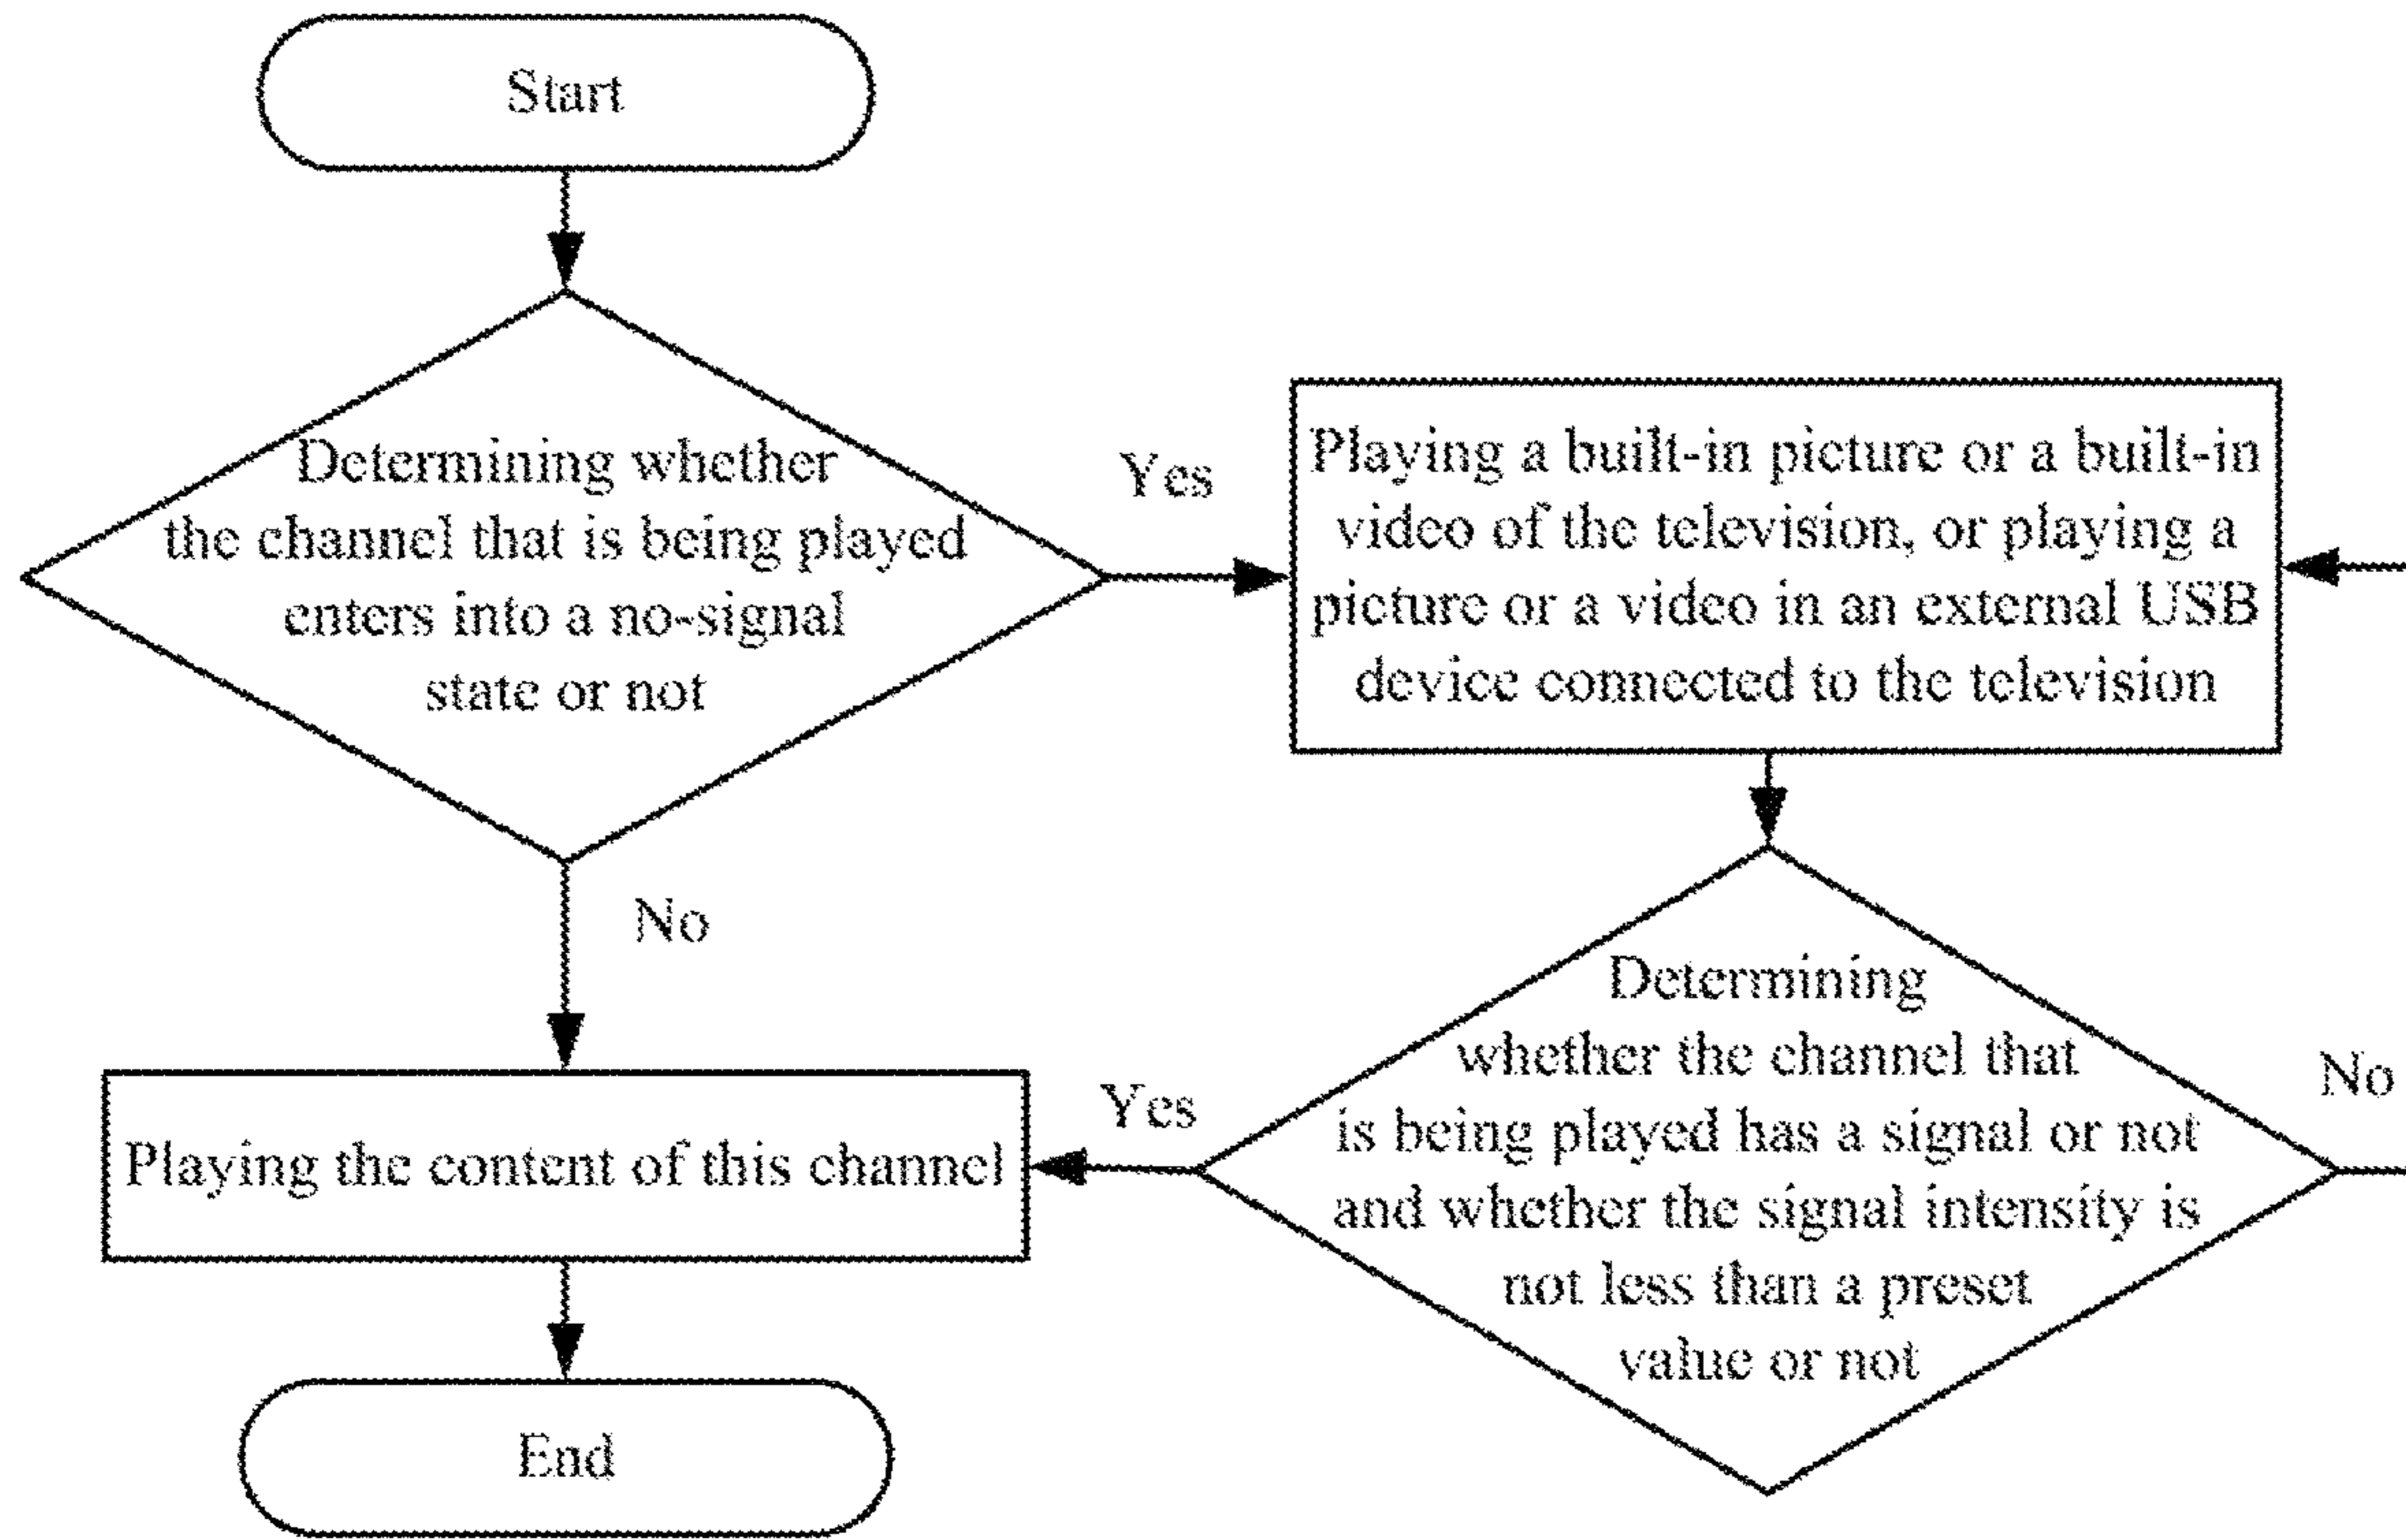 Start
Determining whether
the channel that is being played
enters into a no-signal
state or not
Yes
Playing a built-in picture or a built-in
video of the television, or playing a
picture or a video in an external USB
device connected to the television
No
Determining
whether the channel that
is being played has a signal or not
and whether the signal intensity is
not less than a preset
value or not
No
Yes
Playing the content of this channel
End